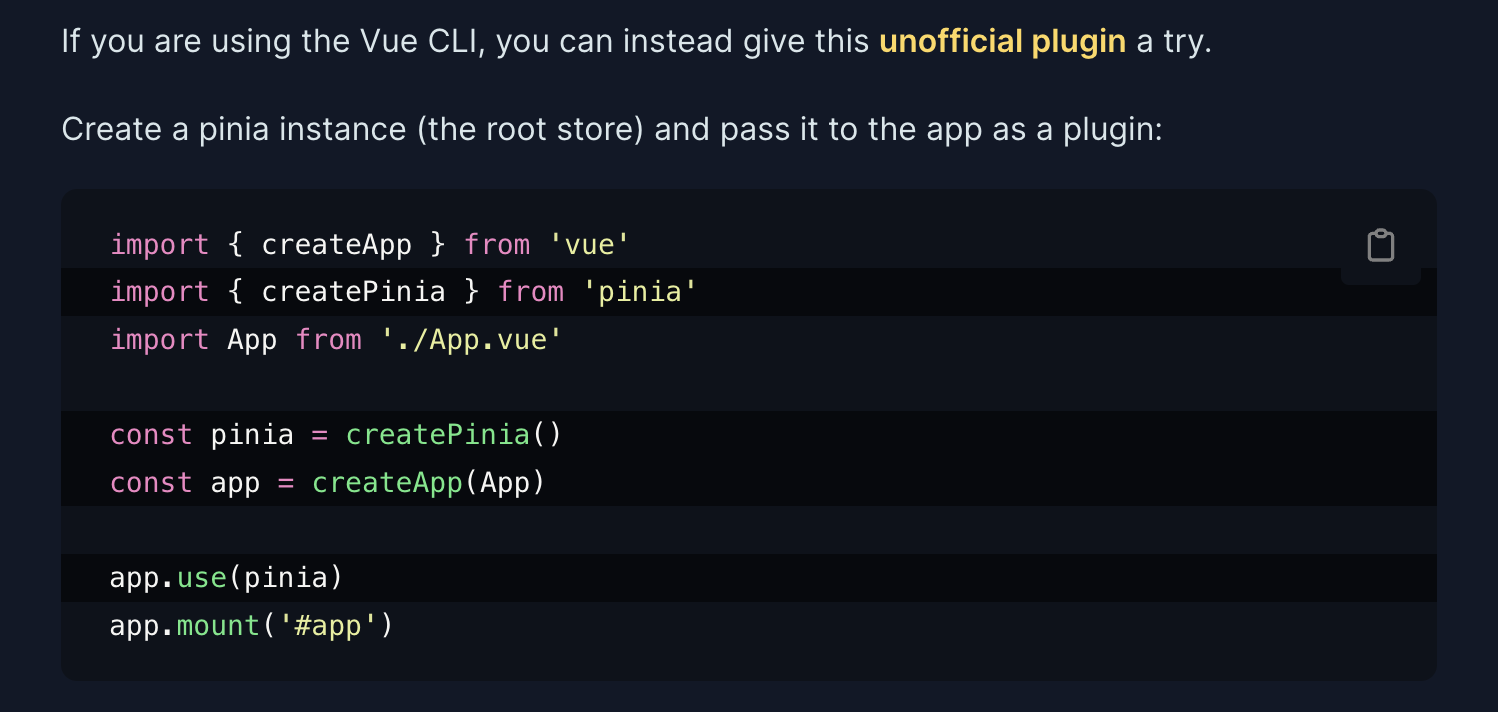 If you are using the Vue CLI, you can instead give this unofficial plugin a try.
Create a pinia instance (the root store) and pass it to the app as a plugin:
import { createApp } from 'vue'
import { createPinia } from 'pinia'
import App from './App.vue'
const pinia = createPinia()
const app = createApp(App)
app.use(pinia)
app.mount('#app')